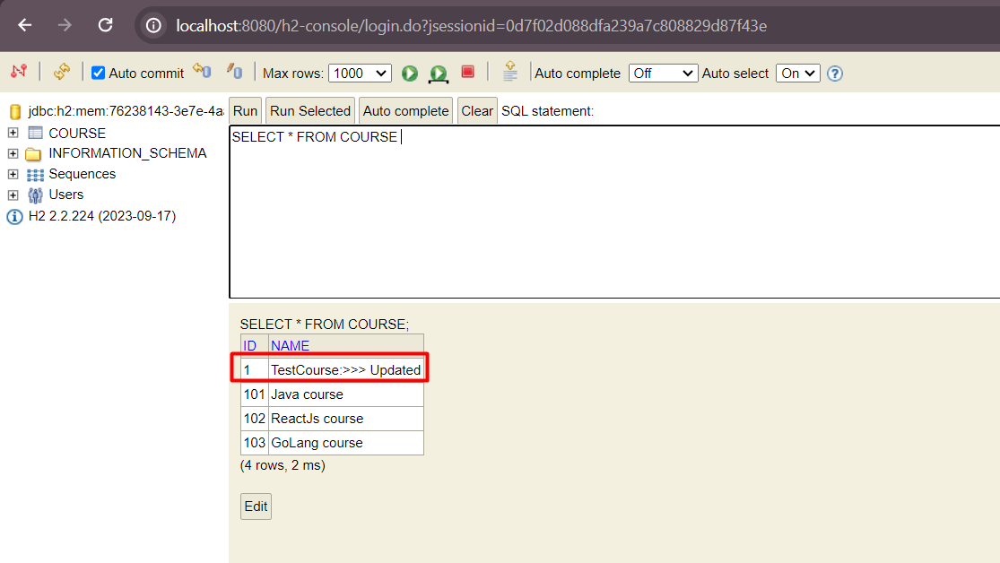 localhost:8080/h2-console/login.do?jsessionid=0d7f02d088dfa239a7c808829d87f43e
Auto commit Max rows: 1000 Auto complete Off Auto select On ?
jdbc:h2:mem:76238143-3e7e-4a
COURSE
INFORMATION_SCHEMA
Sequences
Users
H2 2.2.224 (2023-09-17)
Run Run Selected Auto complete Clear SQL statement:
SELECT * FROM COURSE
SELECT * FROM COURSE;
ID NAME
1 TestCourse:>>> Updated
101 Java course
102 ReactJs course
103 GoLang course
(4 rows, 2 ms)
Edit